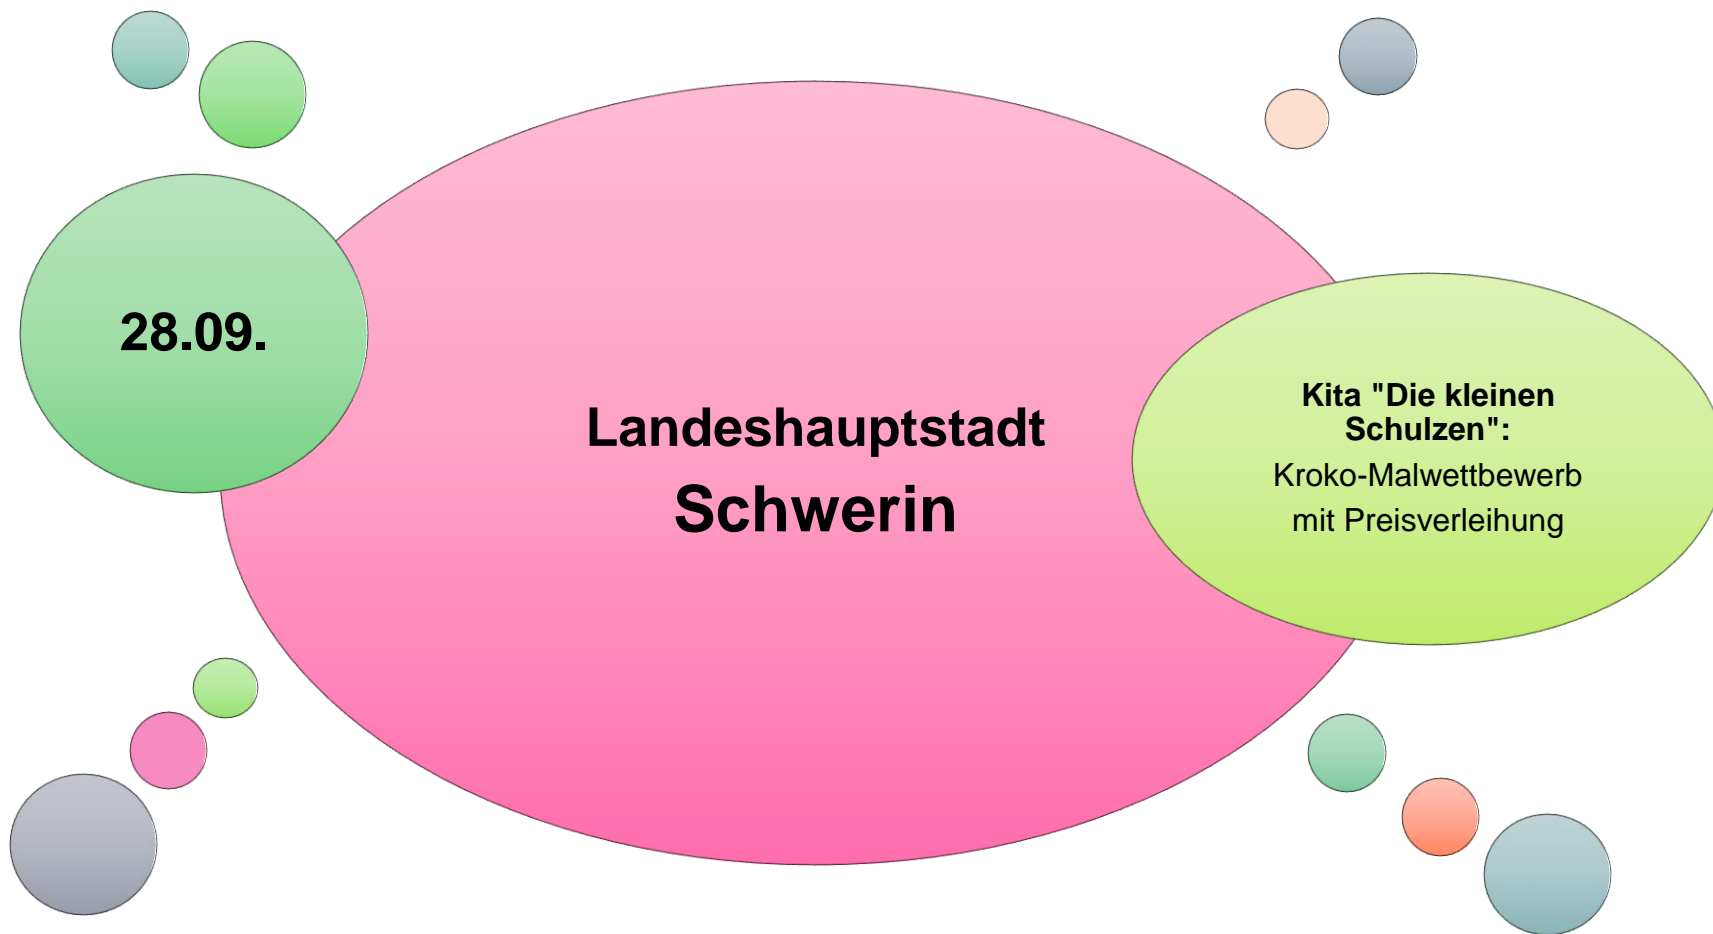 28.09.
Landeshauptstadt
Schwerin
Kita "Die kleinen
Schulzen":
Kroko-Malwettbewerb
mit Preisverleihung